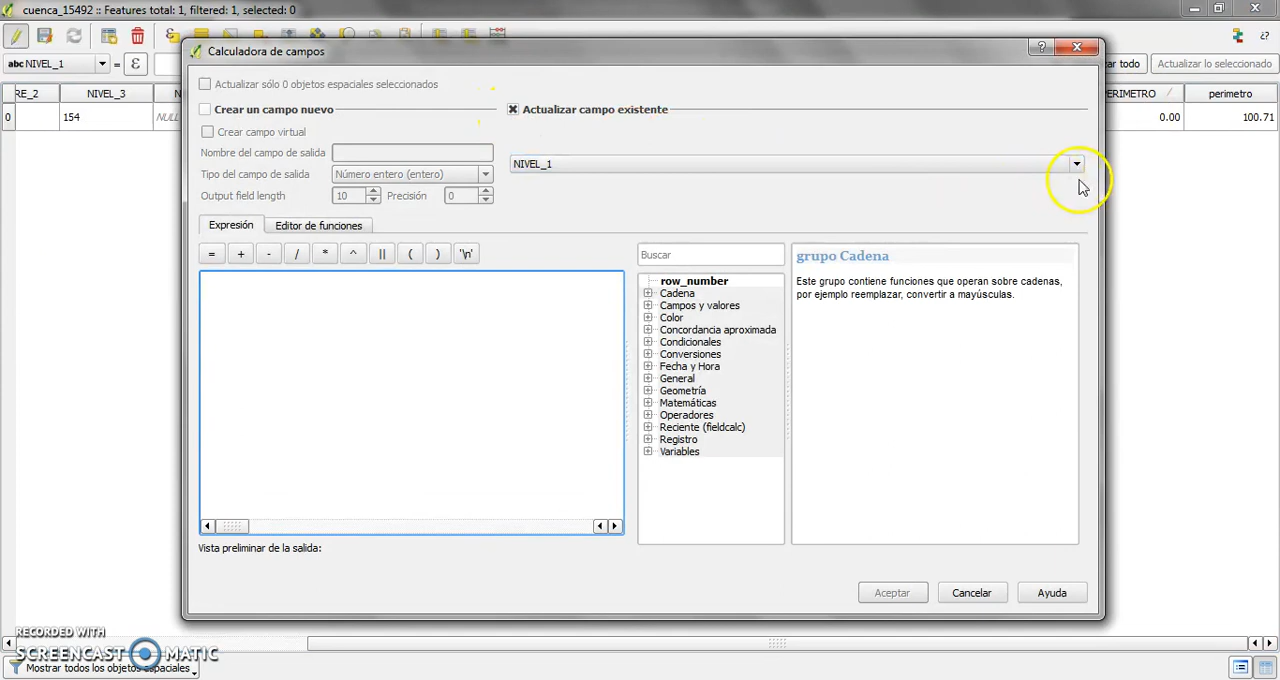 cuenca_15492 :: Features total: 1, filtered: 1, selected: 0
abc NIVEL_1
=
ε
ar todo
Actualizar lo seleccionado
RE_2
NIVEL_3
N
PERIMETRO
perimetro
0
154
NULL
0.00
100.71
Calculadora de campos
?
Actualizar sólo 0 objetos espaciales seleccionados
Crear un campo nuevo
Actualizar campo existente
Crear campo virtual
Nombre del campo de salida
NIVEL_1
Tipo del campo de salida
Número entero (entero)
Output field length
10
Precisión
0
Expresión
Editor de funciones
= + - / * ^ || ( ) '\n'
Buscar
row_number
Cadena
Campos y valores
Color
Concordancia aproximada
Condicionales
Conversiones
Fecha y Hora
General
Geometría
Matemáticas
Operadores
Reciente (fieldcalc)
Registro
Variables
grupo Cadena
Este grupo contiene funciones que operan sobre cadenas,
por ejemplo reemplazar, convertir a mayúsculas.
Vista preliminar de la salida:
Aceptar
Cancelar
Ayuda
RECORDED WITH
SCREENCAST MATIC
Mostrar todos los objetos espaciales